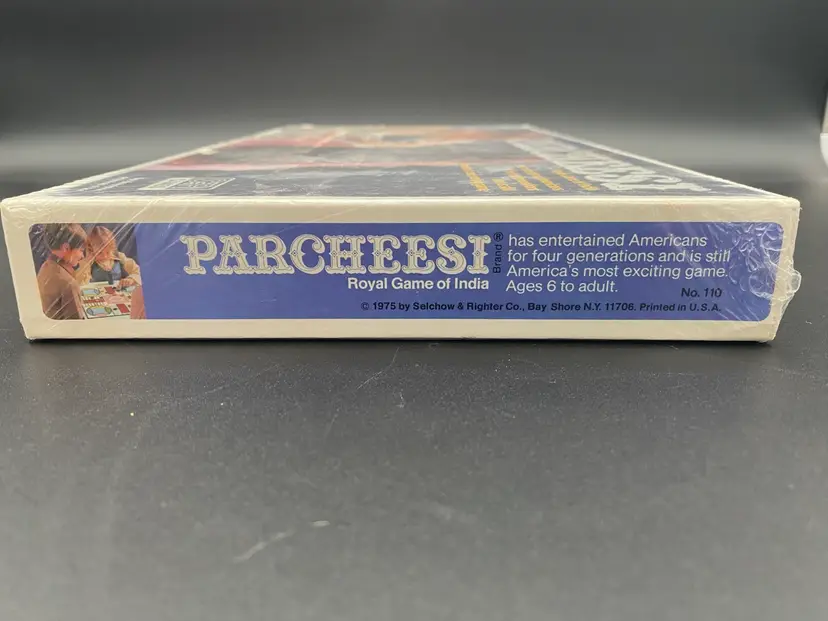 PARCHEESI
Brand®
Royal Game of India
has entertained Americans
for four generations and is still
America's most exciting game.
Ages 6 to adult.
No. 110
© 1975 by Selchow & Righter Co., Bay Shore N.Y. 11706. Printed in U.S.A.